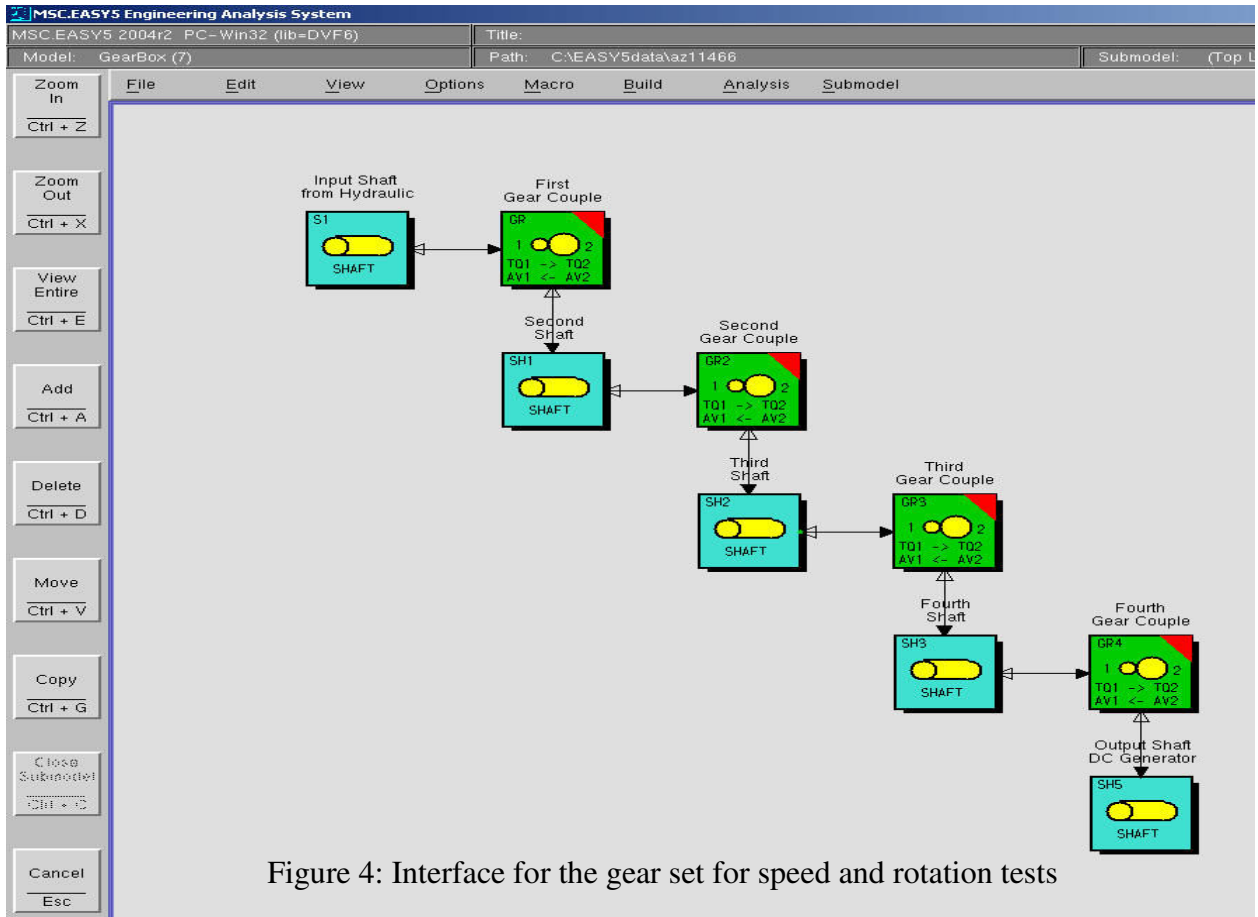 MSC.EASY5 Engineering Analysis System
MSC.EASY5 2004r2 PC-Win32 (lib=DVF6) Title:
Model: GearBox (7) Path: C:\EASY5data\az11466 Submodel: (Top L
File Edit View Options Macro Build Analysis Submodel
Zoom
In
Ctrl + Z
Zoom
Out
Ctrl + X
View
Entire
Ctrl + E
Add
Ctrl + A
Delete
Ctrl + D
Move
Ctrl + V
Copy
Ctrl + G
Close
Submodel
Ctrl + C
Cancel
Esc
Input Shaft
from Hydraulic
S1
SHAFT
First
Gear Couple
GR
1 2
TQ1 -> TQ2
AV1 <- AV2
Second
Shaft
SH1
SHAFT
Second
Gear Couple
GR2
1 2
TQ1 -> TQ2
AV1 <- AV2
Third
Shaft
SH2
SHAFT
Third
Gear Couple
GR3
1 2
TQ1 -> TQ2
AV1 <- AV2
Fourth
Shaft
SH3
SHAFT
Fourth
Gear Couple
GR4
1 2
TQ1 -> TQ2
AV1 <- AV2
Output Shaft
DC Generator
SH5
SHAFT
Figure 4: Interface for the gear set for speed and rotation tests